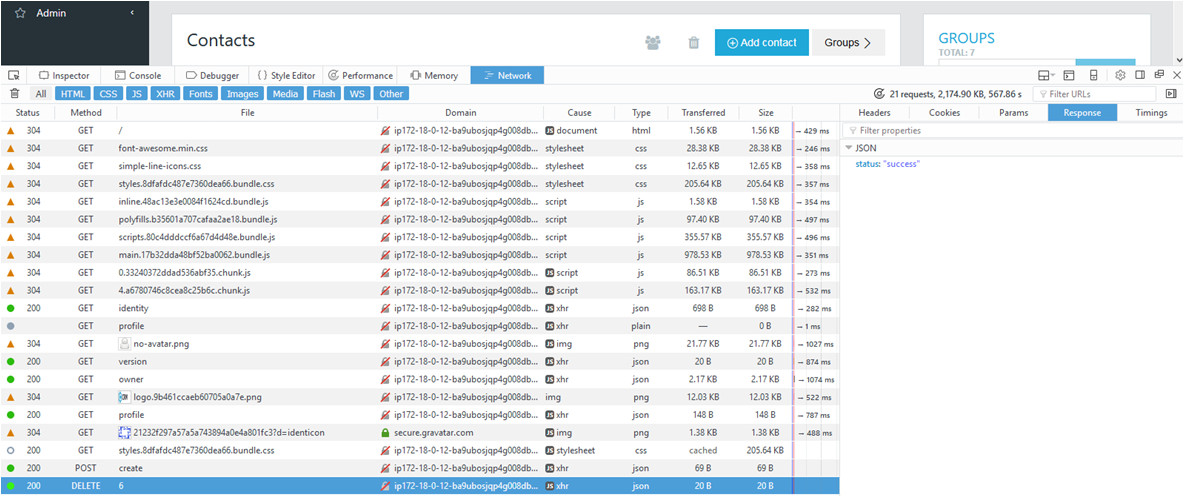 Admin
Contacts
Add contact
Groups
GROUPS
TOTAL: 7
Inspector Console Debugger { } Style Editor Performance Memory Network
All HTML CSS JS XHR Fonts Images Media Flash WS Other 21 requests, 2,174.90 KB, 567.86 s Filter URLs
Status Method File Domain Cause Type Transferred Size Headers Cookies Params Response Timings
304 GET / ip172-18-0-12-ba9ubosjqp4g008db... JS document html 1.56 KB 1.56 KB → 429 ms Filter properties
304 GET font-awesome.min.css ip172-18-0-12-ba9ubosjqp4g008db... stylesheet css 28.38 KB 28.38 KB → 246 ms JSON
304 GET simple-line-icons.css ip172-18-0-12-ba9ubosjqp4g008db... stylesheet css 12.65 KB 12.65 KB → 358 ms status: "success"
304 GET styles.8dfafdc487e7360dea66.bundle.css ip172-18-0-12-ba9ubosjqp4g008db... stylesheet css 205.64 KB 205.64 KB → 357 ms
304 GET inline.48ac13e3e0084f1624cd.bundle.js ip172-18-0-12-ba9ubosjqp4g008db... script js 1.58 KB 1.58 KB → 354 ms
304 GET polyfills.b35601a707cafaa2ae18.bundle.js ip172-18-0-12-ba9ubosjqp4g008db... script js 97.40 KB 97.40 KB → 497 ms
304 GET scripts.80c4dddccf6a67d4d48e.bundle.js ip172-18-0-12-ba9ubosjqp4g008db... script js 355.57 KB 355.57 KB → 496 ms
304 GET main.17b32dda48bf52ba0062.bundle.js ip172-18-0-12-ba9ubosjqp4g008db... script js 978.53 KB 978.53 KB → 351 ms
304 GET 0.33240372ddad536abf35.chunk.js ip172-18-0-12-ba9ubosjqp4g008db... JS script js 86.51 KB 86.51 KB → 273 ms
304 GET 4.a6780746c8cea8c25b6c.chunk.js ip172-18-0-12-ba9ubosjqp4g008db... JS script js 163.17 KB 163.17 KB → 532 ms
200 GET identity ip172-18-0-12-ba9ubosjqp4g008db... JS xhr json 698 B 698 B → 282 ms
GET profile ip172-18-0-12-ba9ubosjqp4g008db... JS xhr plain — 0 B → 1 ms
304 GET no-avatar.png ip172-18-0-12-ba9ubosjqp4g008db... JS img png 21.77 KB 21.77 KB → 1027 ms
200 GET version ip172-18-0-12-ba9ubosjqp4g008db... JS xhr json 20 B 20 B → 874 ms
200 GET owner ip172-18-0-12-ba9ubosjqp4g008db... JS xhr json 2.17 KB 2.17 KB → 1074 ms
304 GET logo.9b461ccaeb60705a0a7e.png ip172-18-0-12-ba9ubosjqp4g008db... img png 12.03 KB 12.03 KB → 522 ms
200 GET profile ip172-18-0-12-ba9ubosjqp4g008db... JS xhr json 148 B 148 B → 787 ms
304 GET 21232f297a57a5a743894a0e4a801fc3?d=identicon secure.gravatar.com JS img png 1.38 KB 1.38 KB → 488 ms
200 GET styles.8dfafdc487e7360dea66.bundle.css ip172-18-0-12-ba9ubosjqp4g008db... JS stylesheet css cached 205.64 KB
200 POST create ip172-18-0-12-ba9ubosjqp4g008db... JS xhr json 69 B 69 B
200 DELETE 6 ip172-18-0-12-ba9ubosjqp4g008db... JS xhr json 20 B 20 B